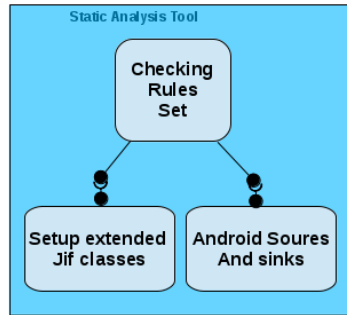 Static Analysis Tool
Checking
Rules
Set
Setup extended
Jif classes
Android Soures
And sinks